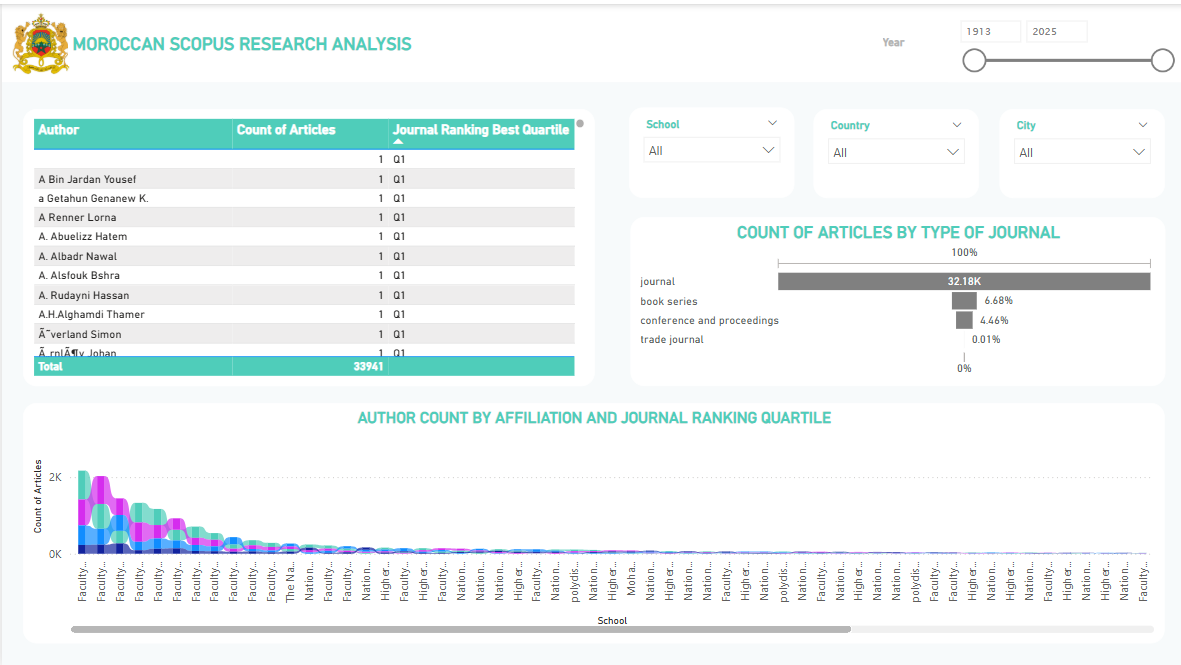 MOROCCAN SCOPUS RESEARCH ANALYSIS
Year
1913
2025
Author Count of Articles Journal Ranking Best Quartile
1 Q1
A Bin Jardan Yousef 1 Q1
a Getahun Genanew K. 1 Q1
A Renner Lorna 1 Q1
A. Abuelizz Hatem 1 Q1
A. Albadr Nawal 1 Q1
A. Alsfouk Bshra 1 Q1
A. Rudayni Hassan 1 Q1
A.H.Alghamdi Thamer 1 Q1
Ã˜verland Simon 1 Q1
Ã rnlÃ¶v Johan 1 Q1
Total 33941
School
All
Country
All
City
All
COUNT OF ARTICLES BY TYPE OF JOURNAL
100%
journal 32.18K
book series 6.68%
conference and proceedings 4.46%
trade journal 0.01%
0%
AUTHOR COUNT BY AFFILIATION AND JOURNAL RANKING QUARTILE
Count of Articles
2K
0K
Faculty...
Faculty...
Faculty...
Faculty...
Faculty...
Faculty...
Faculty...
Faculty...
Faculty...
Faculty...
Faculty...
The Na...
Nation...
Faculty...
Faculty...
Nation...
Higher...
Faculty...
Higher...
Faculty...
Nation...
Nation...
Nation...
Higher...
Faculty...
Nation...
polydis...
Nation...
Higher...
Moha...
Nation...
Higher...
Nation...
Nation...
Faculty...
Higher...
Nation...
polydis...
Nation...
Faculty...
Nation...
Higher...
Nation...
Nation...
polydis...
Faculty...
Faculty...
Higher...
Nation...
Higher...
Nation...
Faculty...
Higher...
Nation...
Higher...
Nation...
Faculty...
School